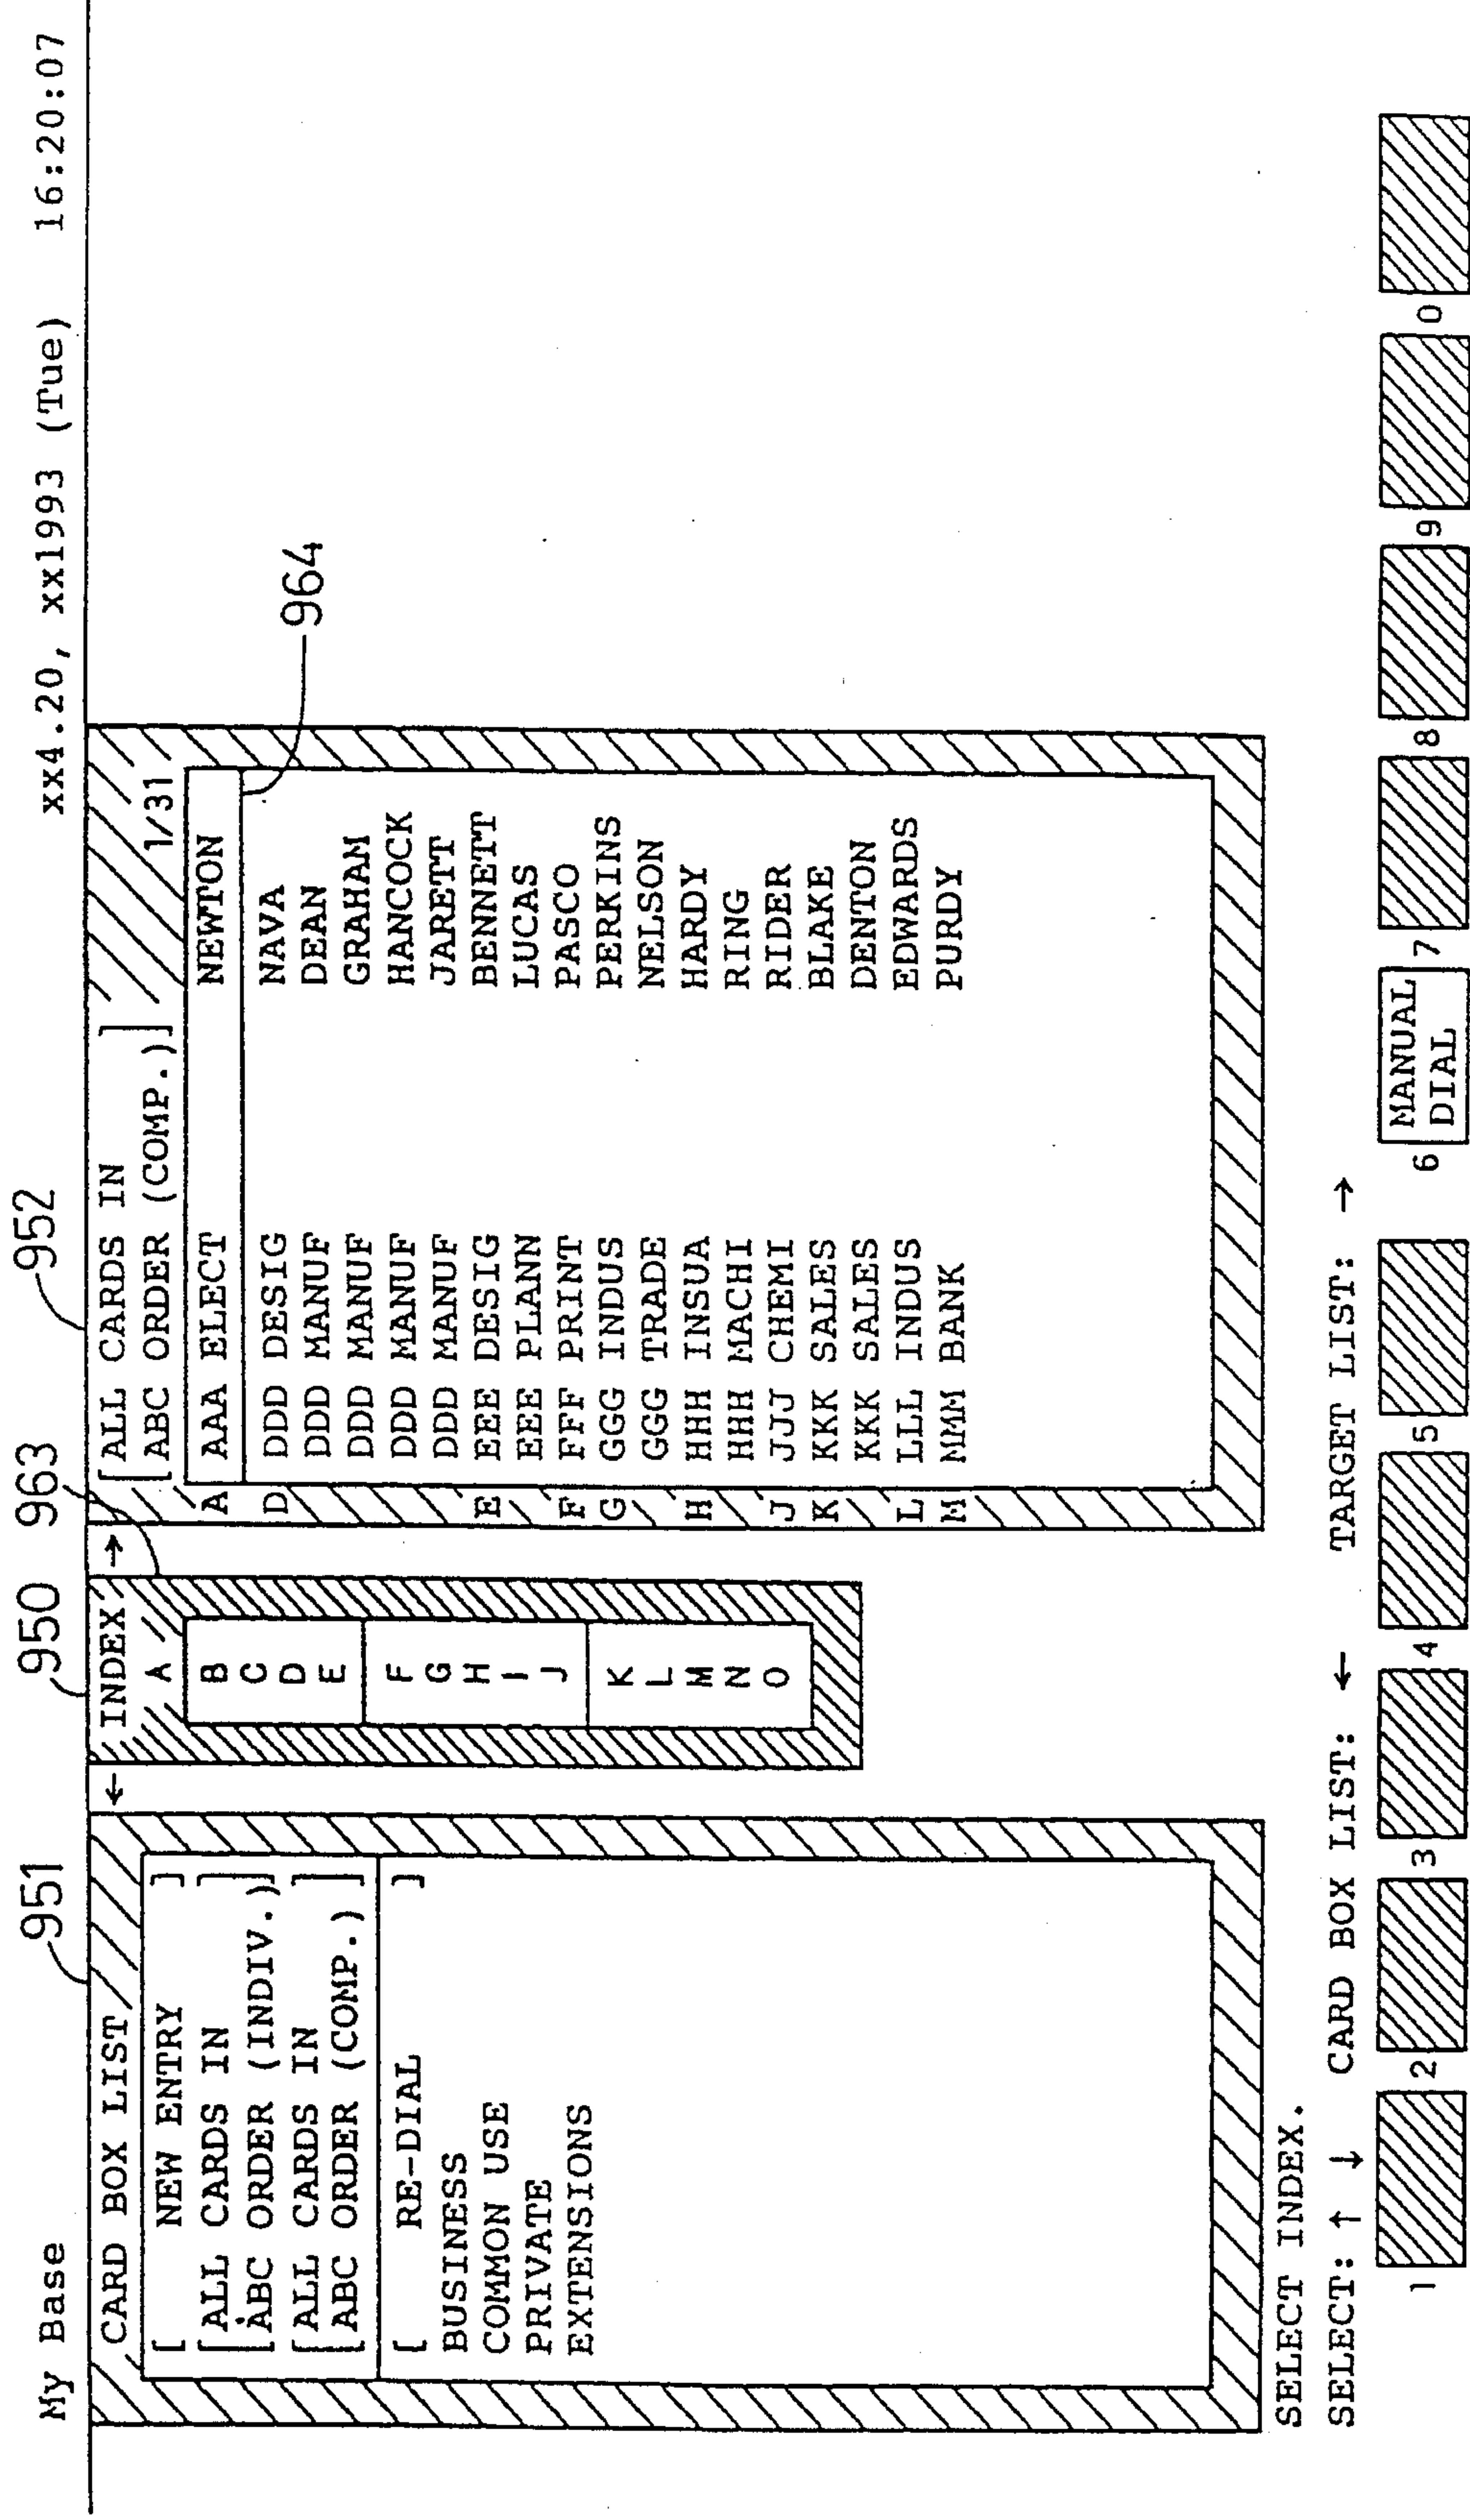 My Base xx4.20, xx1993 (Tue) 16:20:07
951
950
963
952
964
CARD BOX LIST
[ NEW ENTRY ]
[ALL CARDS IN ]
[ABC ORDER (INDIV.)]
[ALL CARDS IN ]
[ABC ORDER (COMP.) ]
[ RE-DIAL ]
BUSINESS
COMMON USE
PRIVATE
EXTENSIONS
← INDEX →
A
B
C
D
E
F
G
H
I
J
K
L
M
N
O
[ALL CARDS IN ]
[ABC ORDER (COMP.)] 1/31
A AAA ELECT NEWTON
D DDD DESIG NAVA
DDD MANUF DEAN
DDD MANUF GRAHAM
DDD MANUF HANCOCK
DDD MANUF JARETT
E EEE DESIG BENNETT
EEE PLANN LUCAS
F FFF PRINT PASCO
G GGG INDUS PERKINS
GGG TRADE NELSON
H HHH INSUA HARDY
HHH MACHI RING
J JJJ CHEMI RIDER
K KKK SALES BLAKE
KKK SALES DENTON
L LLL INDUS EDWARDS
M MMM BANK PURDY
SELECT INDEX.
SELECT: ↑ ↓ CARD BOX LIST: ← TARGET LIST: →
1 2 3 4 5 6 MANUAL DIAL 7 8 9 0